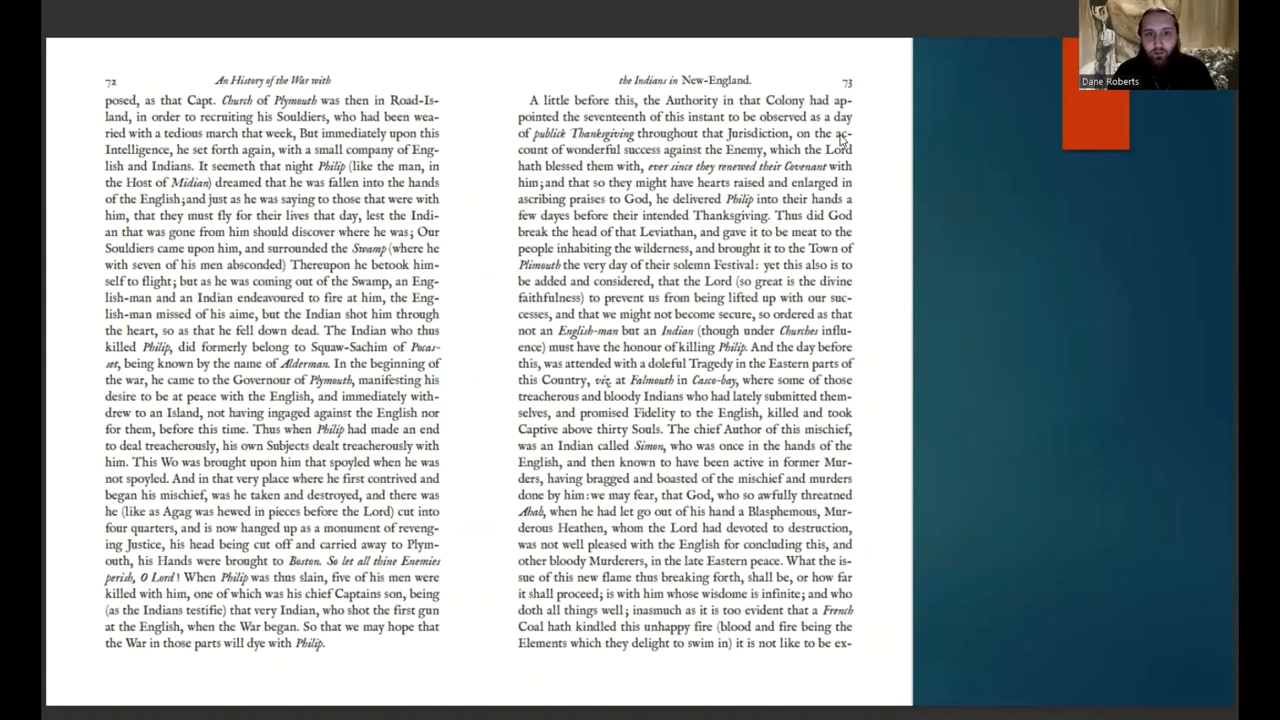 Dane Roberts
72 An History of the War with
posed, as that Capt. Church of Plymouth was then in Road-Is-
land, in order to recruiting his Souldiers, who had been wea-
ried with a tedious march that week, But immediately upon this
Intelligence, he set forth again, with a small company of Eng-
lish and Indians. It seemeth that night Philip (like the man, in
the Host of Midian) dreamed that he was fallen into the hands
of the English; and just as he was saying to those that were with
him, that they must fly for their lives that day, lest the Indi-
an that was gone from him should discover where he was; Our
Souldiers came upon him, and surrounded the Swamp (where he
with seven of his men absconded) Thereupon he betook him-
self to flight; but as he was coming out of the Swamp, an Eng-
lish-man and an Indian endeavoured to fire at him, the Eng-
lish-man missed of his aime, but the Indian shot him through
the heart, so as that he fell down dead. The Indian who thus
killed Philip, did formerly belong to Squaw-Sachim of Pocas-
set, being known by the name of Alderman. In the beginning of
the war, he came to the Governour of Plymouth, manifesting his
desire to be at peace with the English, and immediately with-
drew to an Island, not having ingaged against the English nor
for them, before this time. Thus when Philip had made an end
to deal treacherously, his own Subjects dealt treacherously with
him. This Wo was brought upon him that spoyled when he was
not spoyled. And in that very place where he first contrived and
began his mischief, was he taken and destroyed, and there was
he (like as Agag was hewed in pieces before the Lord) cut into
four quarters, and is now hanged up as a monument of reveng-
ing Justice, his head being cut off and carried away to Plym-
outh, his Hands were brought to Boston. So let all thine Enemies
perish, O Lord! When Philip was thus slain, five of his men were
killed with him, one of which was his chief Captains son, being
(as the Indians testifie) that very Indian, who shot the first gun
at the English, when the War began. So that we may hope that
the War in those parts will dye with Philip.
the Indians in New-England. 73
A little before this, the Authority in that Colony had ap-
pointed the seventeenth of this instant to be observed as a day
of publick Thanksgiving throughout that Jurisdiction, on the ac-
count of wonderful success against the Enemy, which the Lord
hath blessed them with, ever since they renewed their Covenant with
him; and that so they might have hearts raised and enlarged in
ascribing praises to God, he delivered Philip into their hands a
few dayes before their intended Thanksgiving. Thus did God
break the head of that Leviathan, and gave it to be meat to the
people inhabiting the wilderness, and brought it to the Town of
Plimouth the very day of their solemn Festival: yet this also is to
be added and considered, that the Lord (so great is the divine
faithfulness) to prevent us from being lifted up with our suc-
cesses, and that we might not become secure, so ordered as that
not an English-man but an Indian (though under Churches influ-
ence) must have the honour of killing Philip. And the day before
this, was attended with a doleful Tragedy in the Eastern parts of
this Country, viz. at Falmouth in Casco-bay, where some of those
treacherous and bloody Indians who had lately submitted them-
selves, and promised Fidelity to the English, killed and took
Captive above thirty Souls. The chief Author of this mischief,
was an Indian called Simon, who was once in the hands of the
English, and then known to have been active in former Mur-
ders, having bragged and boasted of the mischief and murders
done by him: we may fear, that God, who so awfully threatned
Ahab, when he had let go out of his hand a Blasphemous, Mur-
derous Heathen, whom the Lord had devoted to destruction,
was not well pleased with the English for concluding this, and
other bloody Murderers, in the late Eastern peace. What the is-
sue of this new flame thus breaking forth, shall be, or how far
it shall proceed; is with him whose wisdome is infinite; and who
doth all things well; inasmuch as it is too evident that a French
Coal hath kindled this unhappy fire (blood and fire being the
Elements which they delight to swim in) it is not like to be ex-